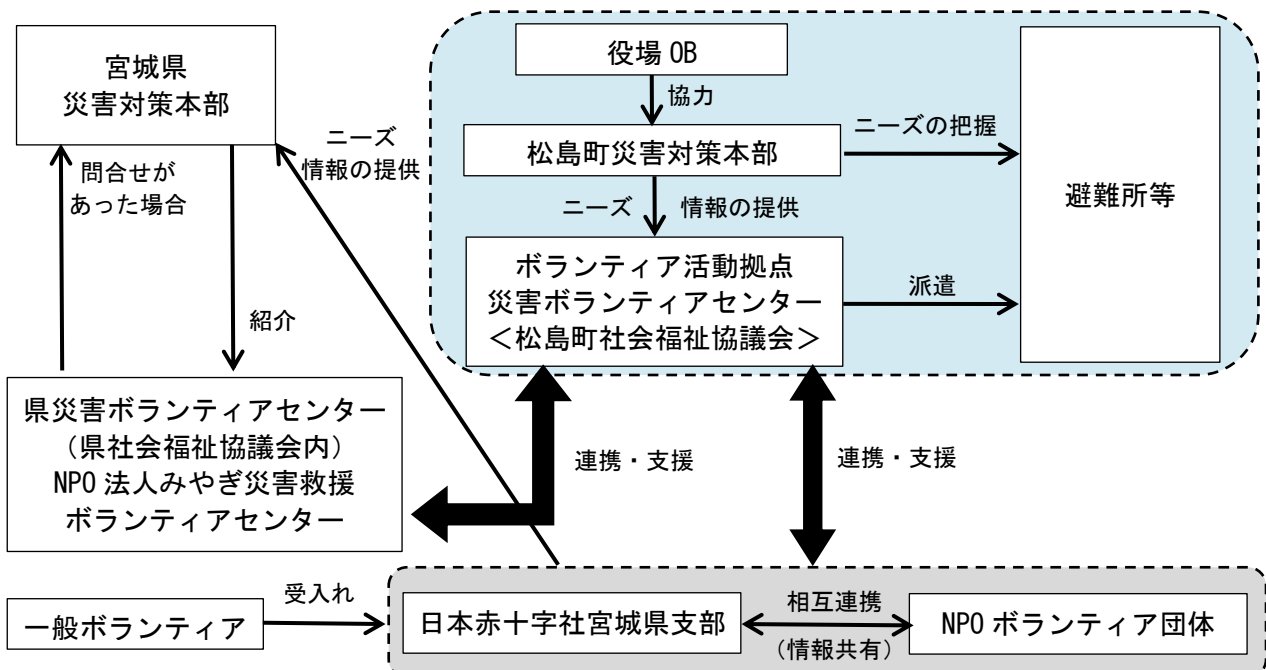 宮城県
災害対策本部
役場 OB
協力
松島町災害対策本部
ニーズの把握
避難所等
ニーズ
情報の提供
ニーズ 情報の提供
問合せが
あった場合
紹介
ボランティア活動拠点
災害ボランティアセンター
＜松島町社会福祉協議会＞
派遣
県災害ボランティアセンター
（県社会福祉協議会内）
NPO 法人みやぎ災害救援
ボランティアセンター
連携・支援
連携・支援
一般ボランティア
受入れ
日本赤十字社宮城県支部
相互連携
(情報共有)
NPO ボランティア団体